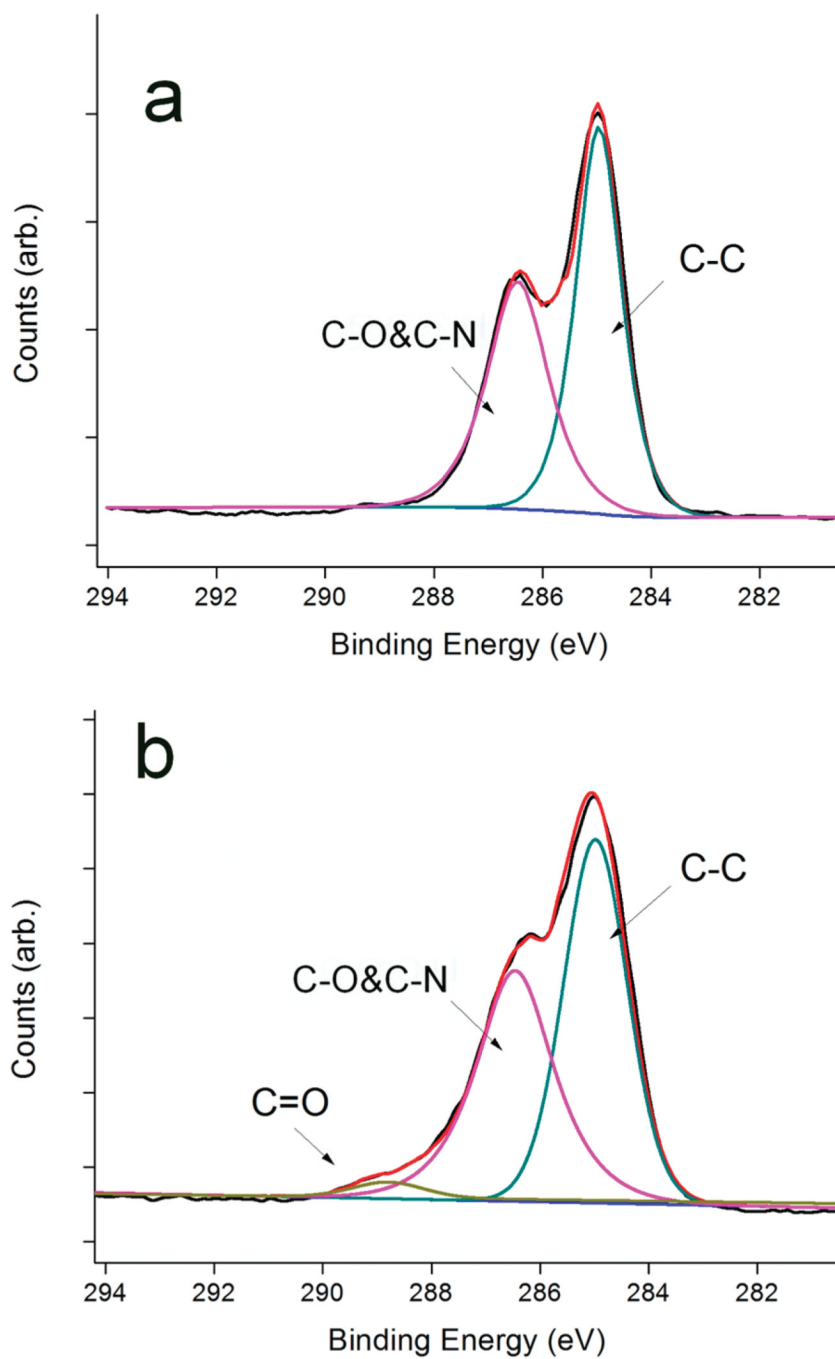 a
C-C
C-O&C-N
Counts (arb.)
294 292 290 288 286 284 282
Binding Energy (eV)
b
C-C
C-O&C-N
C=O
Counts (arb.)
294 292 290 288 286 284 282
Binding Energy (eV)